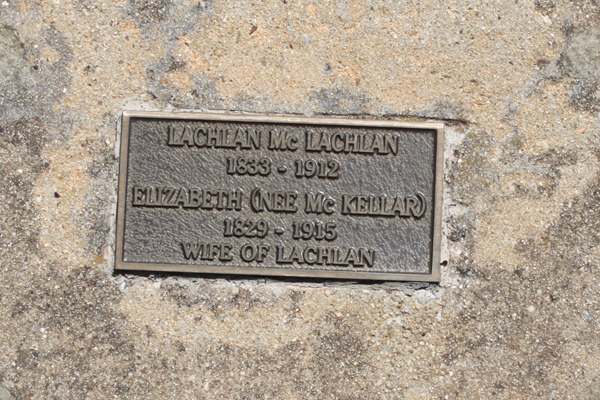 LACHLAN Mc LACHLAN
1833 - 1912
ELIZABETH (NEE Mc KELLAR)
1829 - 1915
WIFE OF LACHLAN